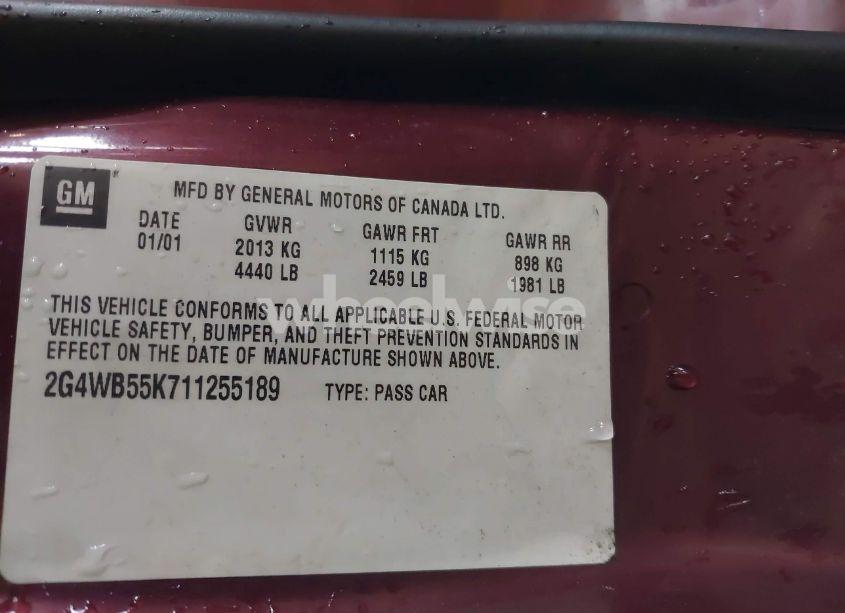 GM
MFD BY GENERAL MOTORS OF CANADA LTD.
DATE GVWR GAWR FRT GAWR RR
01/01 2013 KG 1115 KG 898 KG
4440 LB 2459 LB 1981 LB
THIS VEHICLE CONFORMS TO ALL APPLICABLE U.S. FEDERAL MOTOR
VEHICLE SAFETY, BUMPER, AND THEFT PREVENTION STANDARDS IN
EFFECT ON THE DATE OF MANUFACTURE SHOWN ABOVE.
2G4WB55K711255189 TYPE: PASS CAR
wheelwise